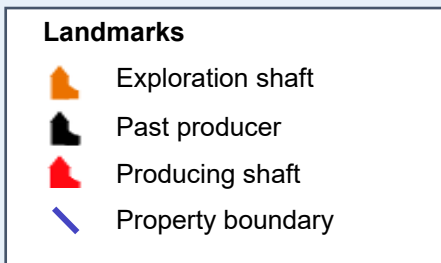 Landmarks
Exploration shaft
Past producer
Producing shaft
Property boundary